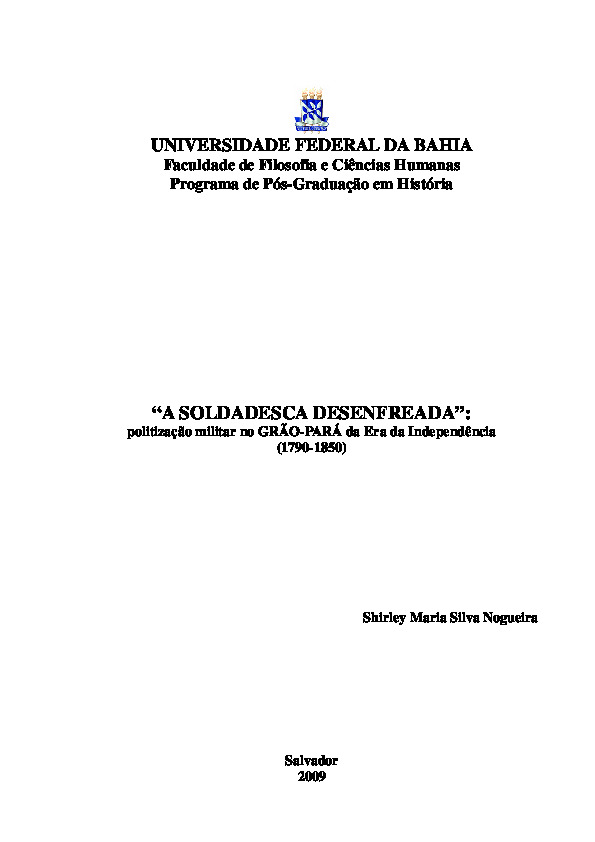 UNIVERSIDADE FEDERAL DA BAHIA
Faculdade de Filosofia e Ciências Humanas
Programa de Pós-Graduação em História
“A SOLDADESCA DESENFREADA”:
politização militar no GRÃO-PARÁ da Era da Independência
(1790-1850)
Shirley Maria Silva Nogueira
Salvador
2009